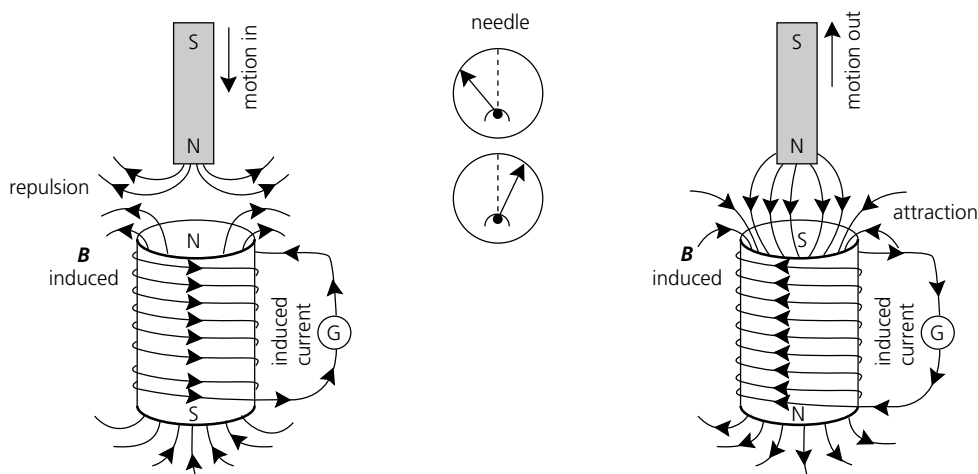 S
motion in
N
repulsion
N
B
induced
induced
current
G
S
needle
S
motion out
N
attraction
S
B
induced
induced
current
G
N